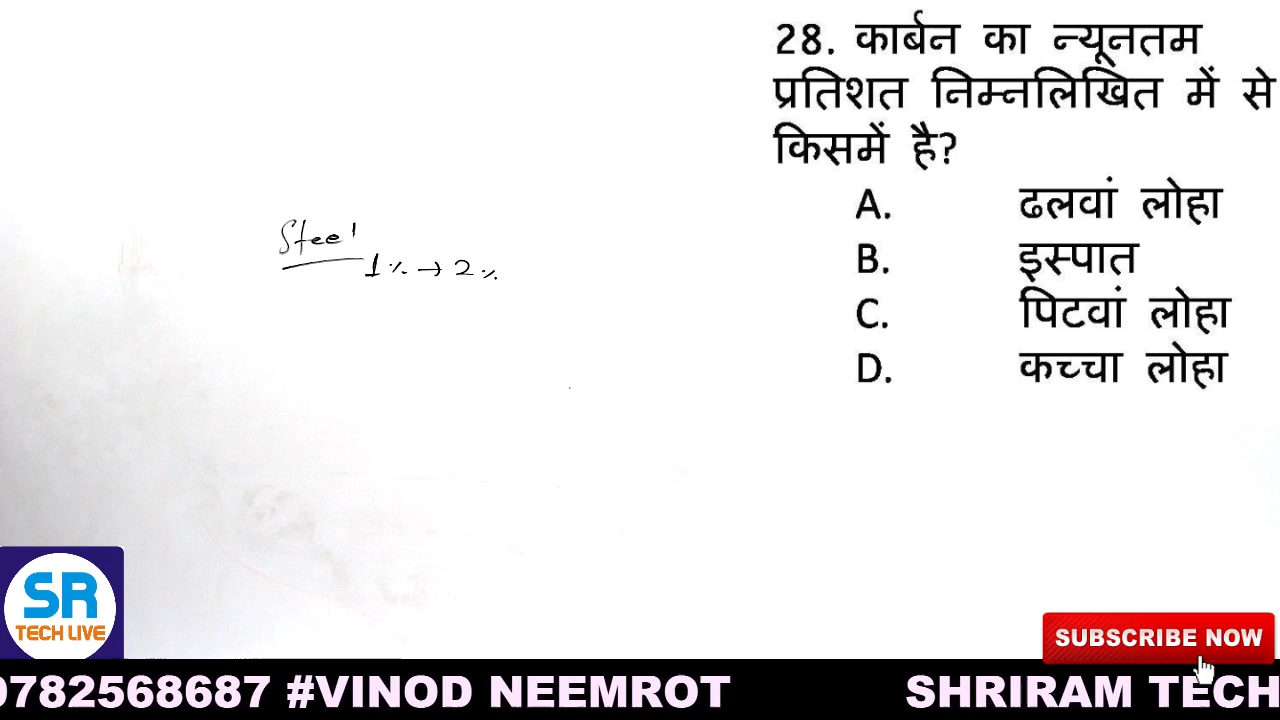 28. कार्बन का न्यूनतम
प्रतिशत निम्नलिखित में से
किसमें है?
A. ढलवां लोहा
B. इस्पात
C. पिटवां लोहा
D. कच्चा लोहा
Steel
1% → 2%
SR
TECH LIVE
SUBSCRIBE NOW
9782568687 #VINOD NEEMROT SHRIRAM TECH